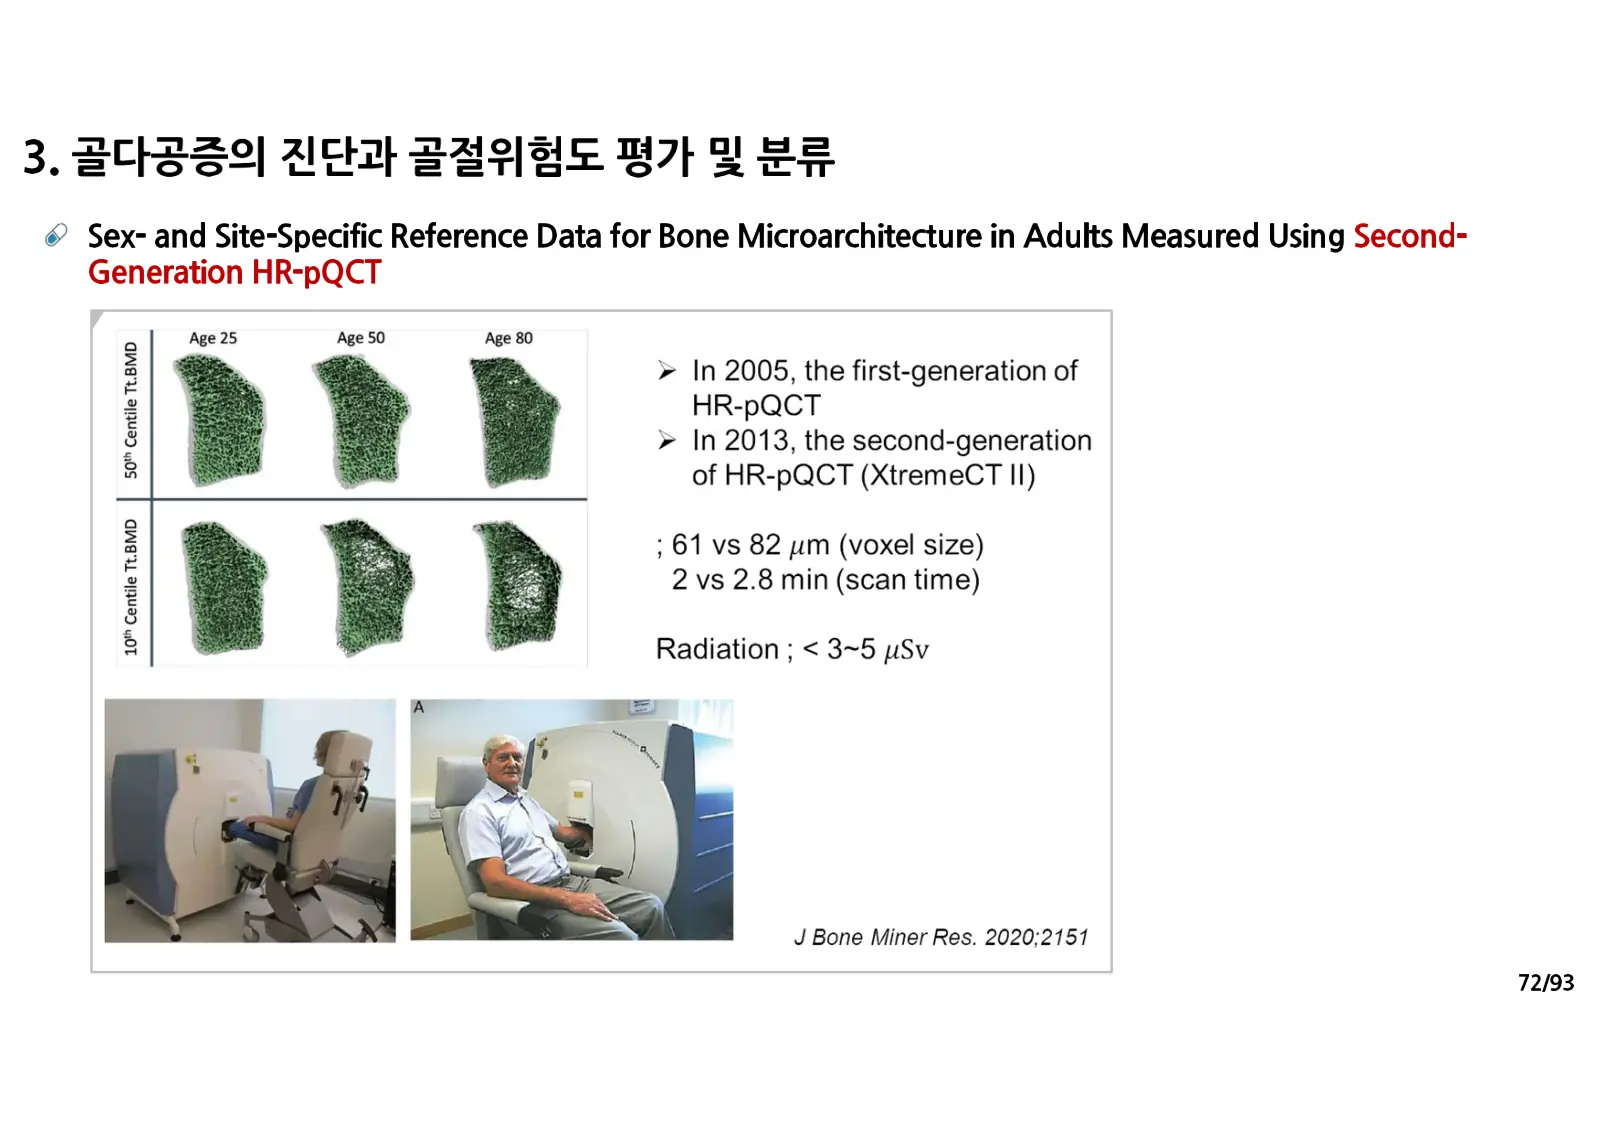 3. 골다공증의 진단과 골절위험도 평가 및 분류
Sex- and Site-Specific Reference Data for Bone Microarchitecture in Adults Measured Using Second-
Generation HR-pQCT
Age 25
Age 50
Age 80
50th Centile Tt.BMD
10th Centile Tt.BMD
➢ In 2005, the first-generation of
HR-pQCT
➢ In 2013, the second-generation
of HR-pQCT (XtremeCT II)
; 61 vs 82 μm (voxel size)
2 vs 2.8 min (scan time)
Radiation ; < 3~5 μSv
A
J Bone Miner Res. 2020;2151
72/93